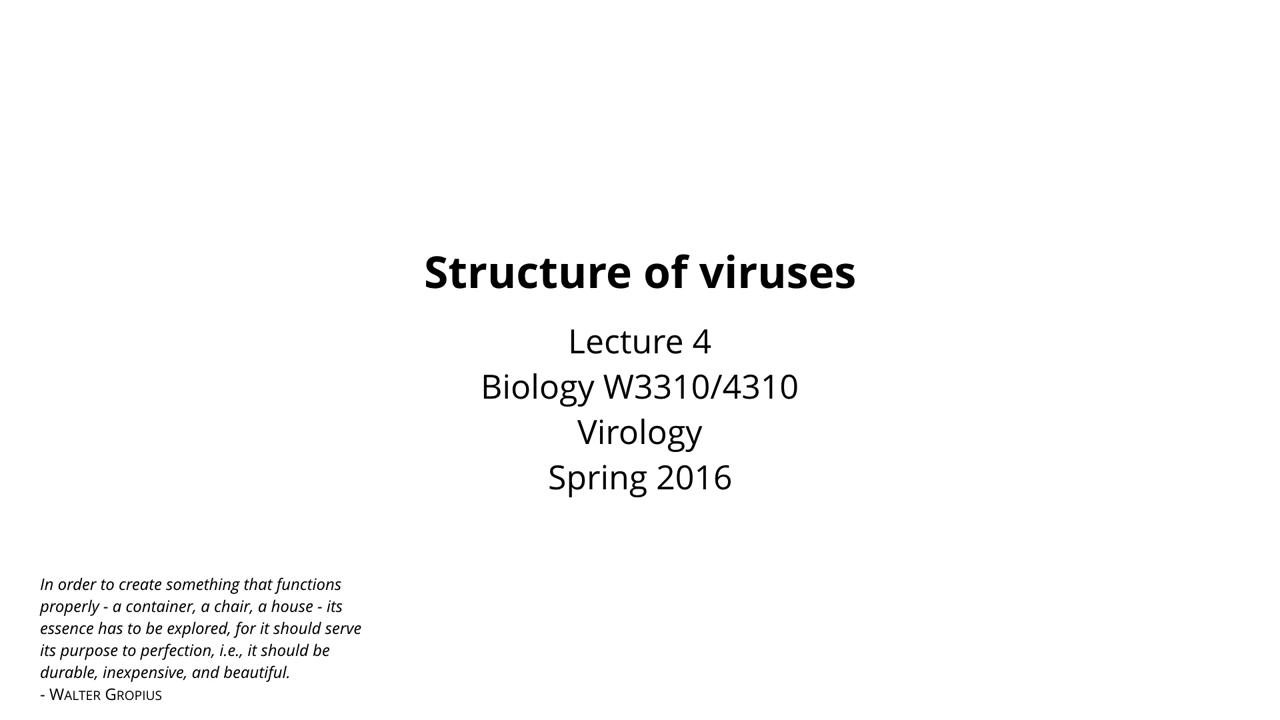 Structure of viruses
Lecture 4
Biology W3310/4310
Virology
Spring 2016
In order to create something that functions
properly - a container, a chair, a house - its
essence has to be explored, for it should serve
its purpose to perfection, i.e., it should be
durable, inexpensive, and beautiful.
- WALTER GROPIUS